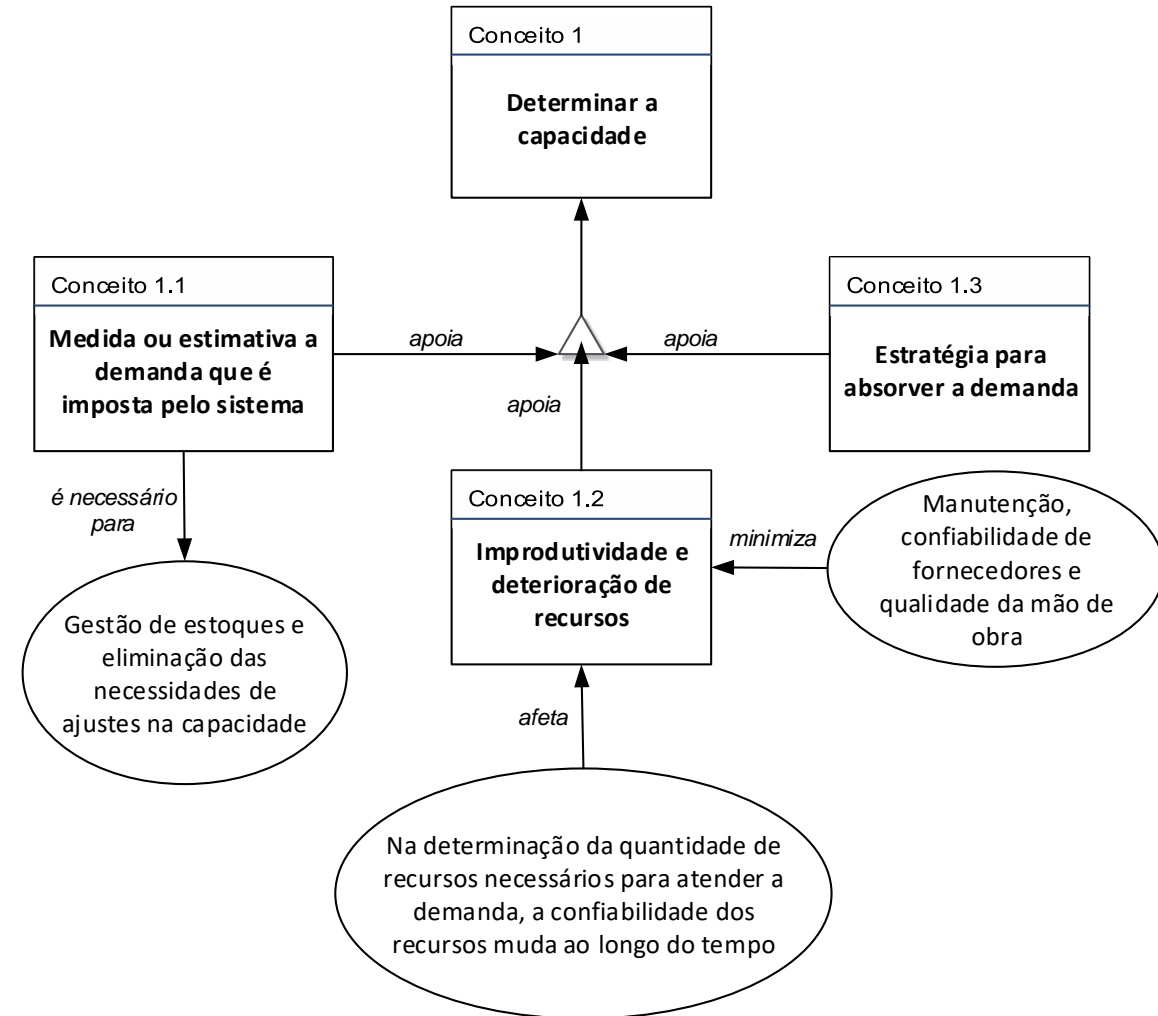 Conceito 1
Determinar a
capacidade
Conceito 1.1
Medida ou estimativa a
demanda que é
imposta pelo sistema
apoia
apoia
Conceito 1.3
Estratégia para
absorver a demanda
apoia
é necessário
para
Gestão de estoques e
eliminação das
necessidades de
ajustes na capacidade
Conceito 1.2
Improdutividade e
deterioração de
recursos
minimiza
Manutenção,
confiabilidade de
fornecedores e
qualidade da mão de
obra
afeta
Na determinação da quantidade de
recursos necessários para atender a
demanda, a confiabilidade dos
recursos muda ao longo do tempo